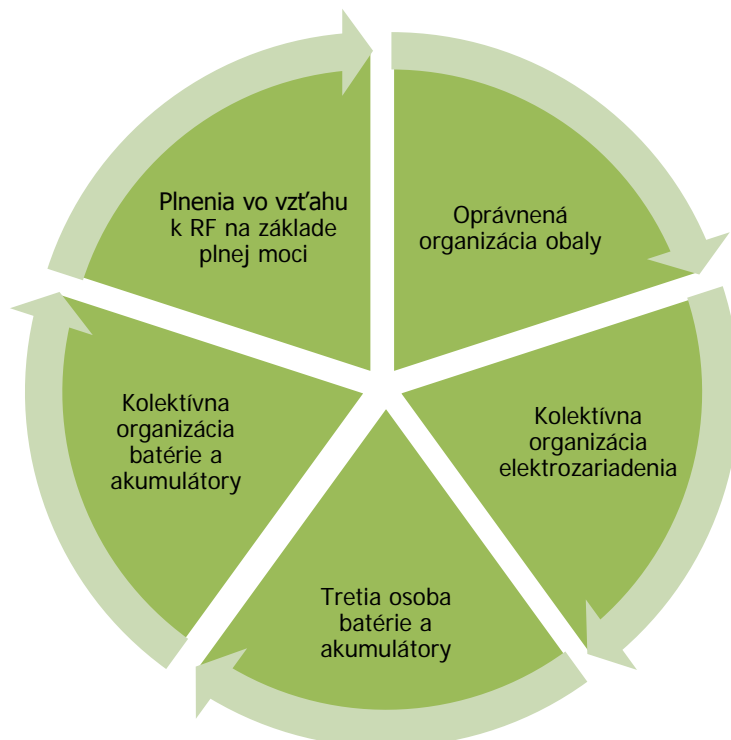 Plnenia vo vzťahu
k RF na základe
plnej moci
Oprávnená
organizácia obaly
Kolektívna
organizácia
elektrozariadenia
Tretia osoba
batérie a
akumulátory
Kolektívna
organizácia
batérie a
akumulátory